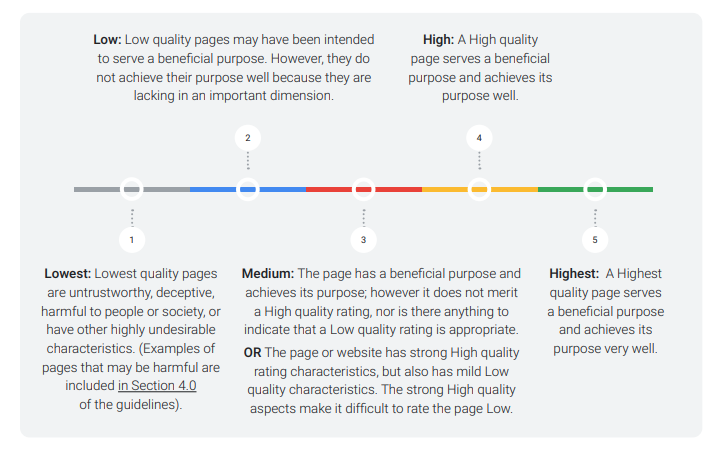 Low: Low quality pages may have been intended
to serve a beneficial purpose. However, they do
not achieve their purpose well because they are
lacking in an important dimension.
High: A High quality
page serves a beneficial
purpose and achieves its
purpose well.
2
4
1
3
5
Lowest: Lowest quality pages
are untrustworthy, deceptive,
harmful to people or society, or
have other highly undesirable
characteristics. (Examples of
pages that may be harmful are
included in Section 4.0
of the guidelines).
Medium: The page has a beneficial purpose and
achieves its purpose; however it does not merit
a High quality rating, nor is there anything to
indicate that a Low quality rating is appropriate.
OR The page or website has strong High quality
rating characteristics, but also has mild Low
quality characteristics. The strong High quality
aspects make it difficult to rate the page Low.
Highest: A Highest
quality page serves
a beneficial purpose
and achieves its
purpose very well.